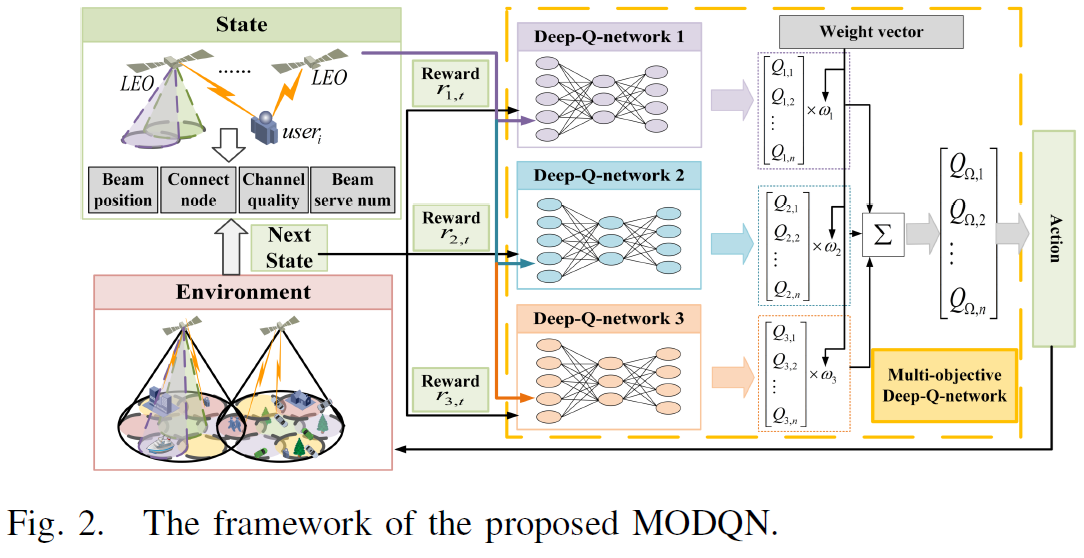 State
LEO
......
LEO
user_i
Beam position
Connect node
Channel quality
Beam serve num
Next State
Environment
Reward r_{1,t}
Reward r_{2,t}
Reward r_{3,t}
Deep-Q-network 1
Deep-Q-network 2
Deep-Q-network 3
Weight vector
Q_{1,1}
Q_{1,2}
⋮
Q_{1,n}
× ω_1
Q_{2,1}
Q_{2,2}
⋮
Q_{2,n}
× ω_2
Q_{3,1}
Q_{3,2}
⋮
Q_{3,n}
× ω_3
Σ
Q_{Ω,1}
Q_{Ω,2}
⋮
Q_{Ω,n}
Multi-objective
Deep-Q-network
Action
Fig. 2. The framework of the proposed MODQN.